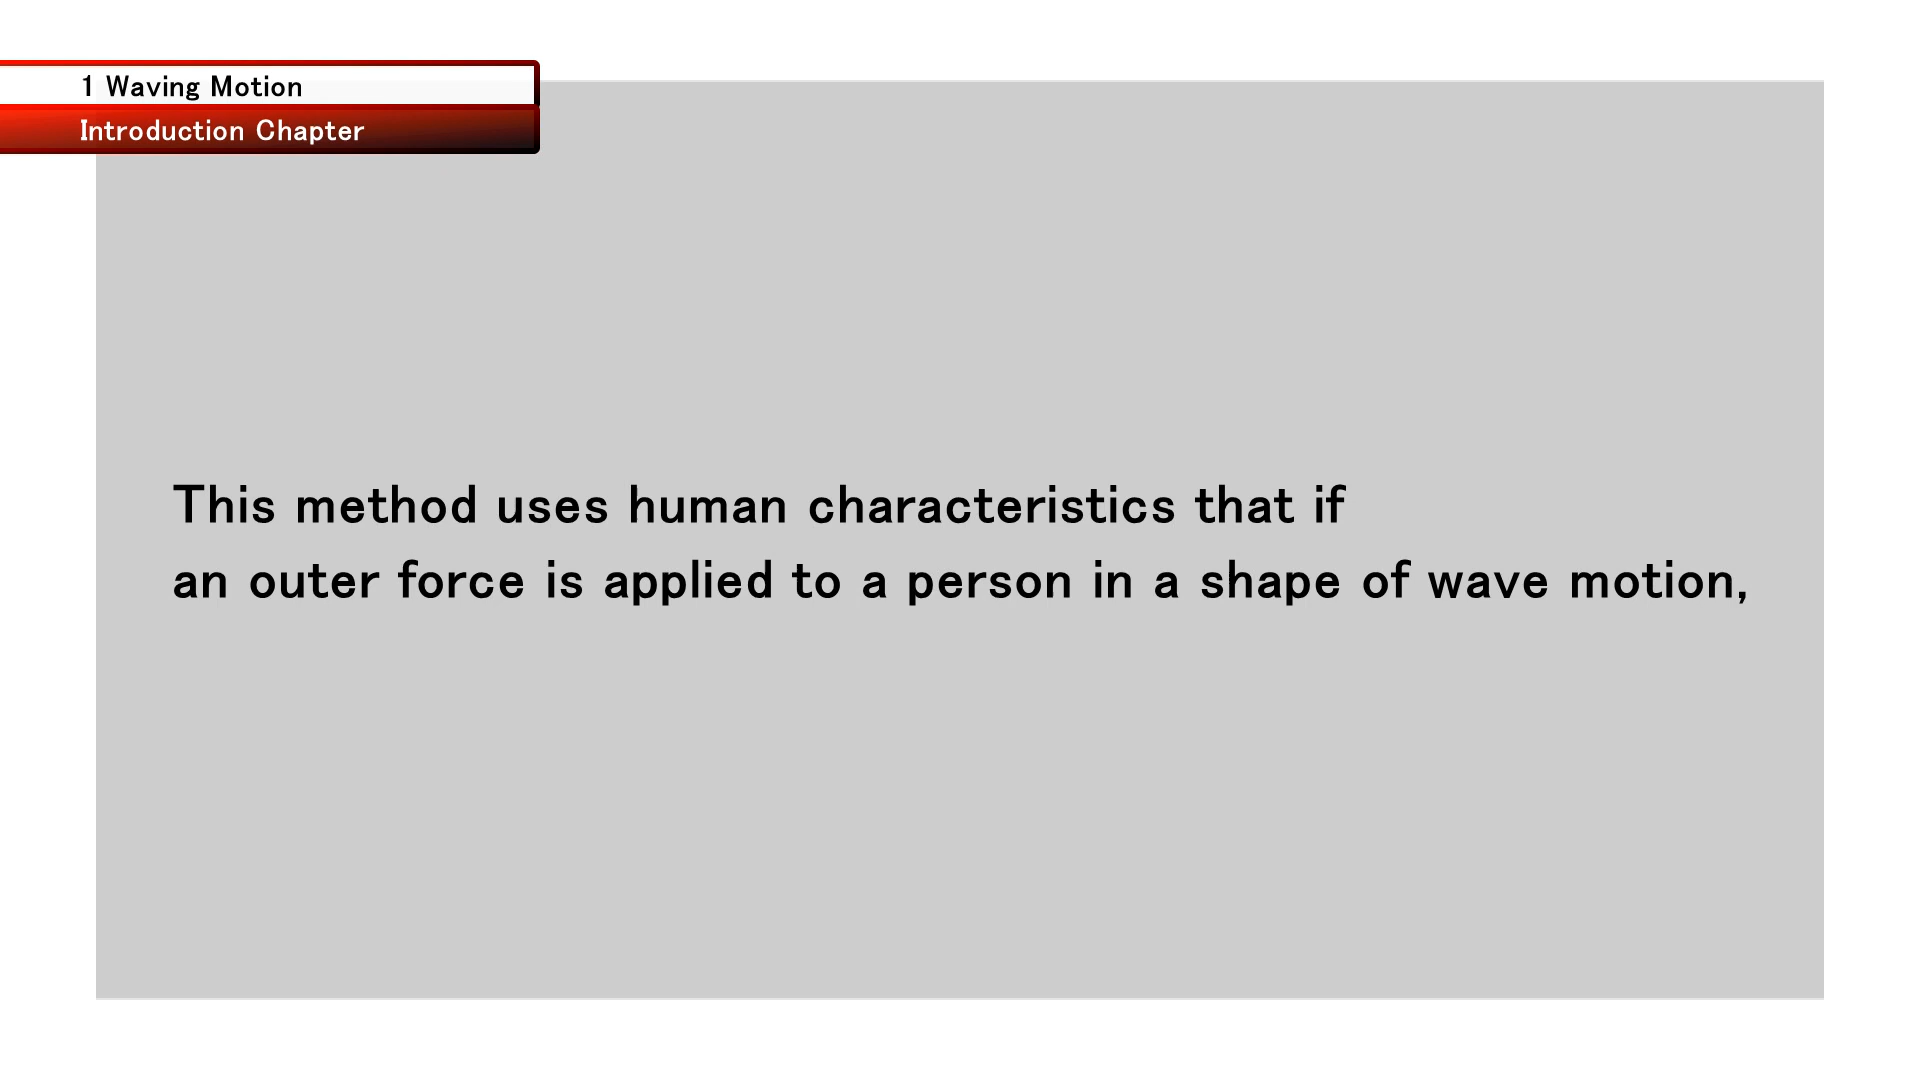 1 Waving Motion
Introduction Chapter
This method uses human characteristics that if
an outer force is applied to a person in a shape of wave motion,